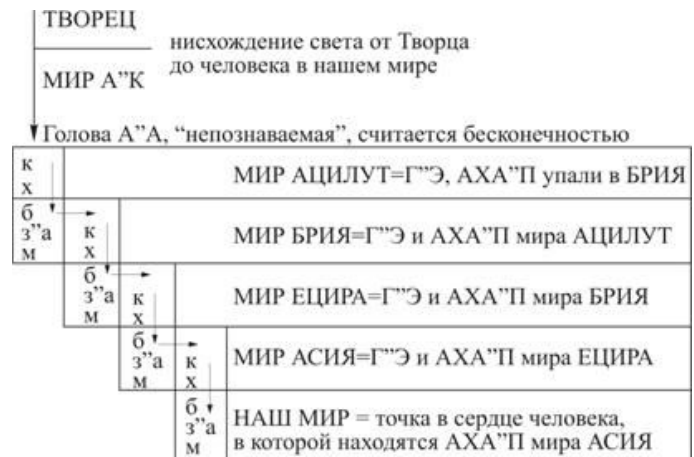 ТВОРЕЦ
нисхождение света от Творца
до человека в нашем мире
МИР А”К
Голова А”А, “непознаваемая”, считается бесконечностью
к
х
МИР АЦИЛУТ=Г”Э, АХА”П упали в БРИЯ
б
з”а
м
к
х
МИР БРИЯ=Г”Э и АХА”П мира АЦИЛУТ
б
з”а
м
к
х
МИР ЕЦИРА=Г”Э и АХА”П мира БРИЯ
б
з”а
м
к
х
МИР АСИЯ=Г”Э и АХА”П мира ЕЦИРА
б
з”а
м
НАШ МИР = точка в сердце человека,
в которой находятся АХА”П мира АСИЯ